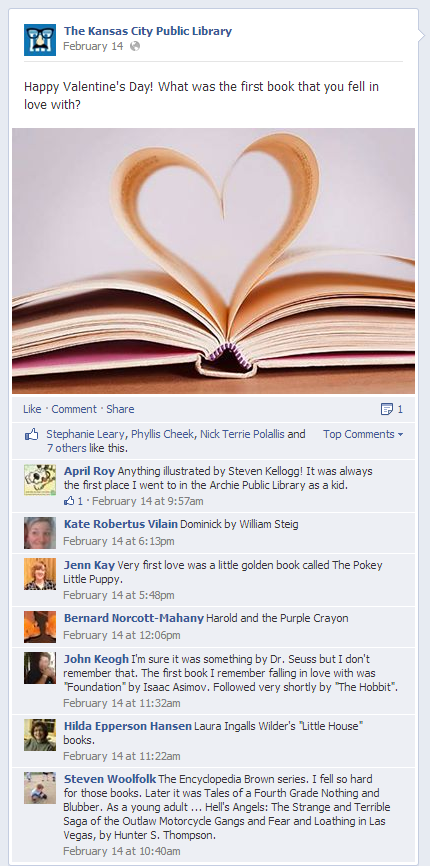 The Kansas City Public Library
February 14
Happy Valentine's Day! What was the first book that you fell in
love with?
Like · Comment · Share
1
Stephanie Leary, Phyllis Cheek, Nick Terrie Polallis and
7 others like this.
Top Comments
April Roy Anything illustrated by Steven Kellogg! It was always
the first place I went to in the Archie Public Library as a kid.
1 · February 14 at 9:57am
Kate Robertus Vilain Dominick by William Steig
February 14 at 6:13pm
Jenn Kay Very first love was a little golden book called The Pokey
Little Puppy.
February 14 at 5:48pm
Bernard Norcott-Mahany Harold and the Purple Crayon
February 14 at 12:06pm
John Keogh I'm sure it was something by Dr. Seuss but I don't
remember that. The first book I remember falling in love with was
"Foundation" by Isaac Asimov. Followed very shortly by "The Hobbit".
February 14 at 11:32am
Hilda Epperson Hansen Laura Ingalls Wilder's "Little House"
books.
February 14 at 11:22am
Steven Woolfolk The Encyclopedia Brown series. I fell so hard
for those books. Later it was Tales of a Fourth Grade Nothing and
Blubber. As a young adult ... Hell's Angels: The Strange and Terrible
Saga of the Outlaw Motorcycle Gangs and Fear and Loathing in Las
Vegas, by Hunter S. Thompson.
February 14 at 10:40am